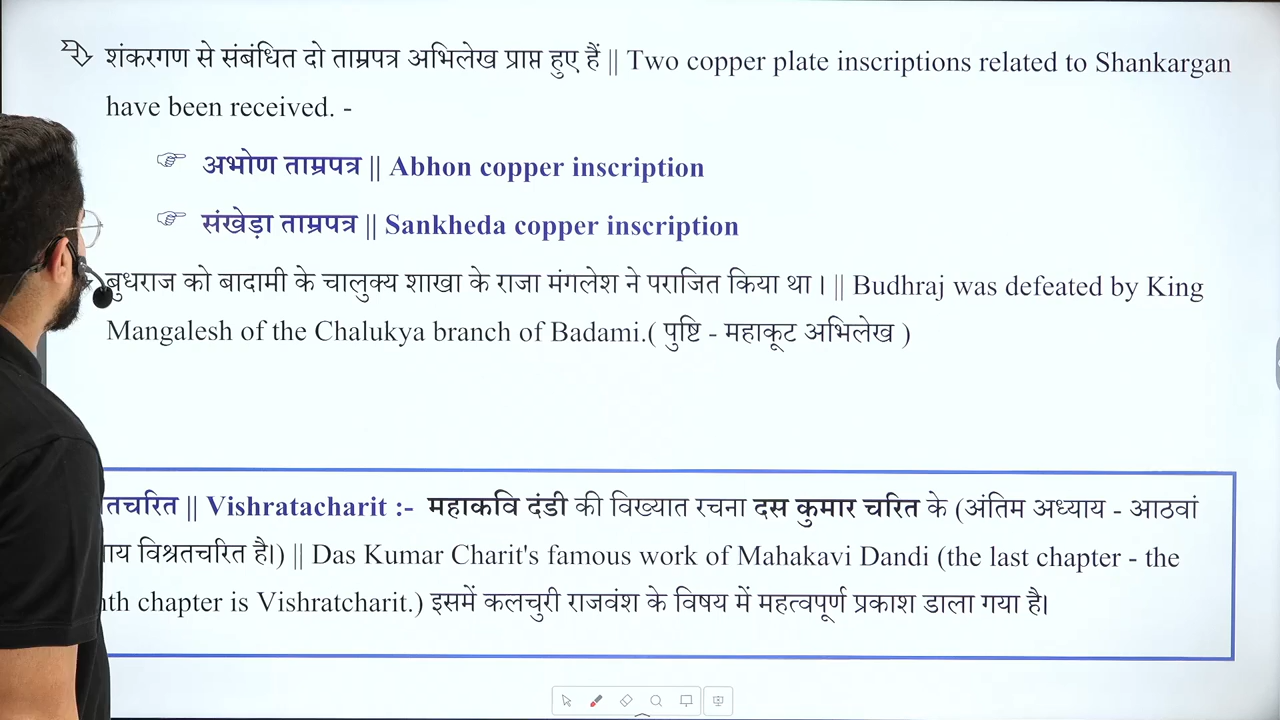 शंकरगण से संबंधित दो ताम्रपत्र अभिलेख प्राप्त हुए हैं || Two copper plate inscriptions related to Shankargan
have been received. -
अभोण ताम्रपत्र || Abhon copper inscription
संखेड़ा ताम्रपत्र || Sankheda copper inscription
बुधराज को बादामी के चालुक्य शाखा के राजा मंगलेश ने पराजित किया था। || Budhraj was defeated by King
Mangalesh of the Chalukya branch of Badami.( पुष्टि - महाकूट अभिलेख )
|| Vishratacharit :- महाकवि दंडी की विख्यात रचना दस कुमार चरित के (अंतिम अध्याय - आठवां
विश्रतचरित है।) || Das Kumar Charit's famous work of Mahakavi Dandi (the last chapter - the
chapter is Vishratcharit.) इसमें कलचुरी राजवंश के विषय में महत्वपूर्ण प्रकाश डाला गया है।